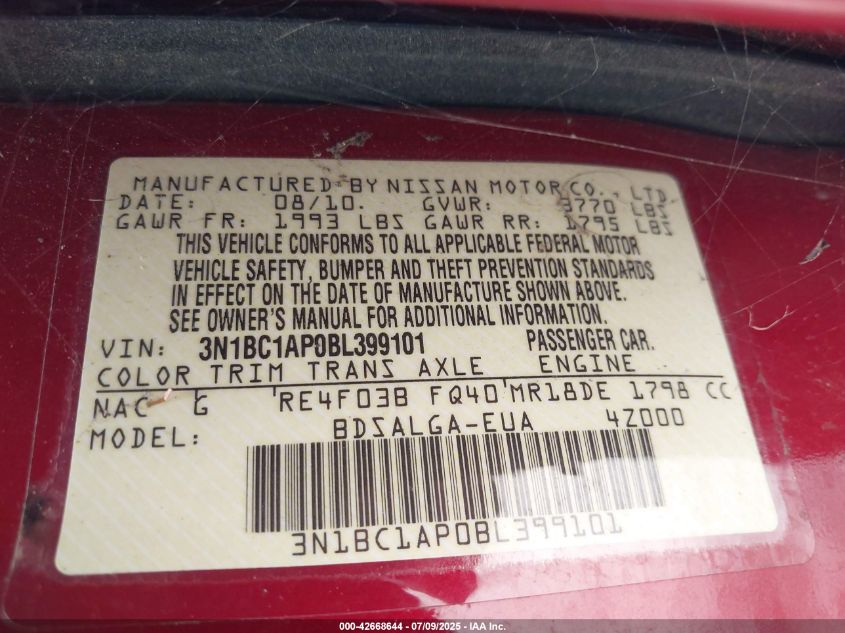 MANUFACTURED BY NISSAN MOTOR CO., LTD
DATE: 08/10. GVWR: 3770 LBS
GAWR FR: 1993 LBS GAWR RR: 1795 LBS
THIS VEHICLE CONFORMS TO ALL APPLICABLE FEDERAL MOTOR
VEHICLE SAFETY, BUMPER AND THEFT PREVENTION STANDARDS
IN EFFECT ON THE DATE OF MANUFACTURE SHOWN ABOVE.
SEE OWNER'S MANUAL FOR ADDITIONAL INFORMATION.
VIN: 3N1BC1AP0BL399101 PASSENGER CAR.
COLOR TRIM TRANS AXLE ENGINE
NAC G RE4F03B FQ40 MR18DE 1798 CC
MODEL: BDSALGA-EUA 4Z000
3N1BC1AP0BL399101
000-42668644 - 07/09/2025 - IAA Inc.